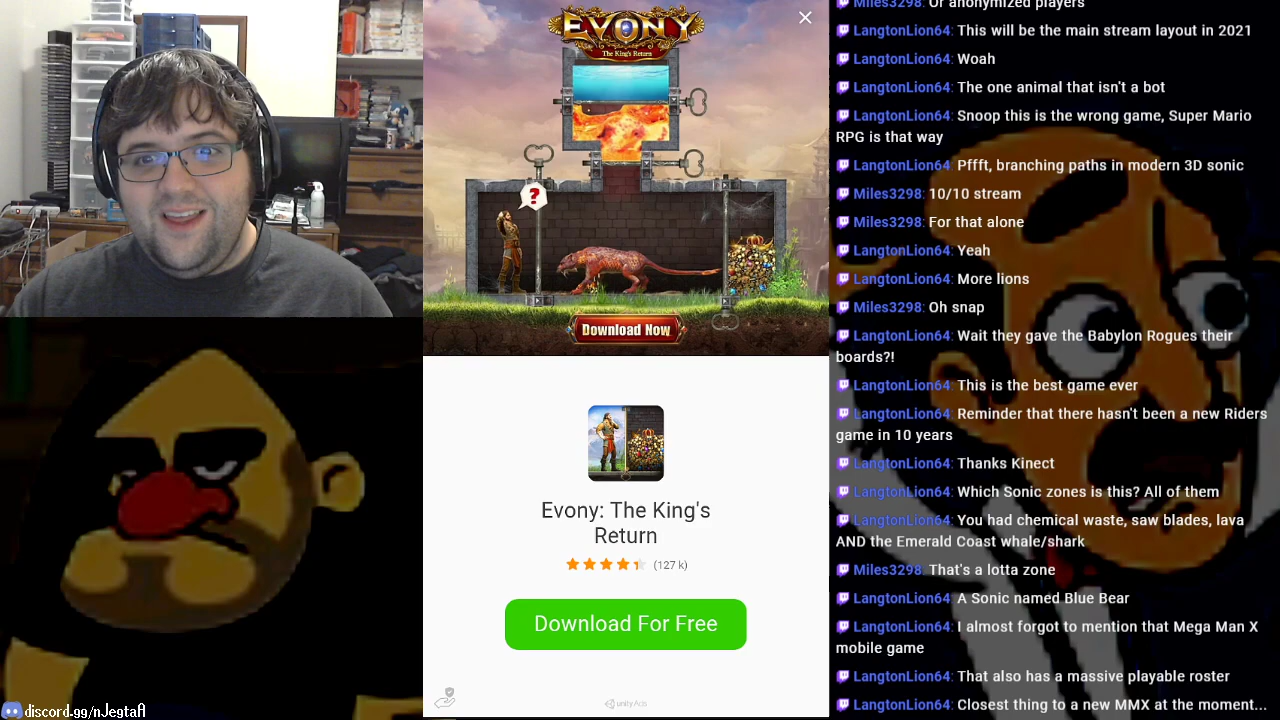 EVONY
The King's Return
?
Download Now
Evony: The King's
Return
(127 k)
Download For Free
unityAds
discord.gg/nJegtaA
Miles3298: Or anonymized players
LangtonLion64: This will be the main stream layout in 2021
LangtonLion64: Woah
LangtonLion64: The one animal that isn't a bot
LangtonLion64: Snoop this is the wrong game, Super Mario
RPG is that way
LangtonLion64: Pffft, branching paths in modern 3D sonic
Miles3298: 10/10 stream
Miles3298: For that alone
LangtonLion64: Yeah
LangtonLion64: More lions
Miles3298: Oh snap
LangtonLion64: Wait they gave the Babylon Rogues their
boards?!
LangtonLion64: This is the best game ever
LangtonLion64: Reminder that there hasn't been a new Riders
game in 10 years
LangtonLion64: Thanks Kinect
LangtonLion64: Which Sonic zones is this? All of them
LangtonLion64: You had chemical waste, saw blades, lava
AND the Emerald Coast whale/shark
Miles3298: That's a lotta zone
LangtonLion64: A Sonic named Blue Bear
LangtonLion64: I almost forgot to mention that Mega Man X
mobile game
LangtonLion64: That also has a massive playable roster
LangtonLion64: Closest thing to a new MMX at the moment...